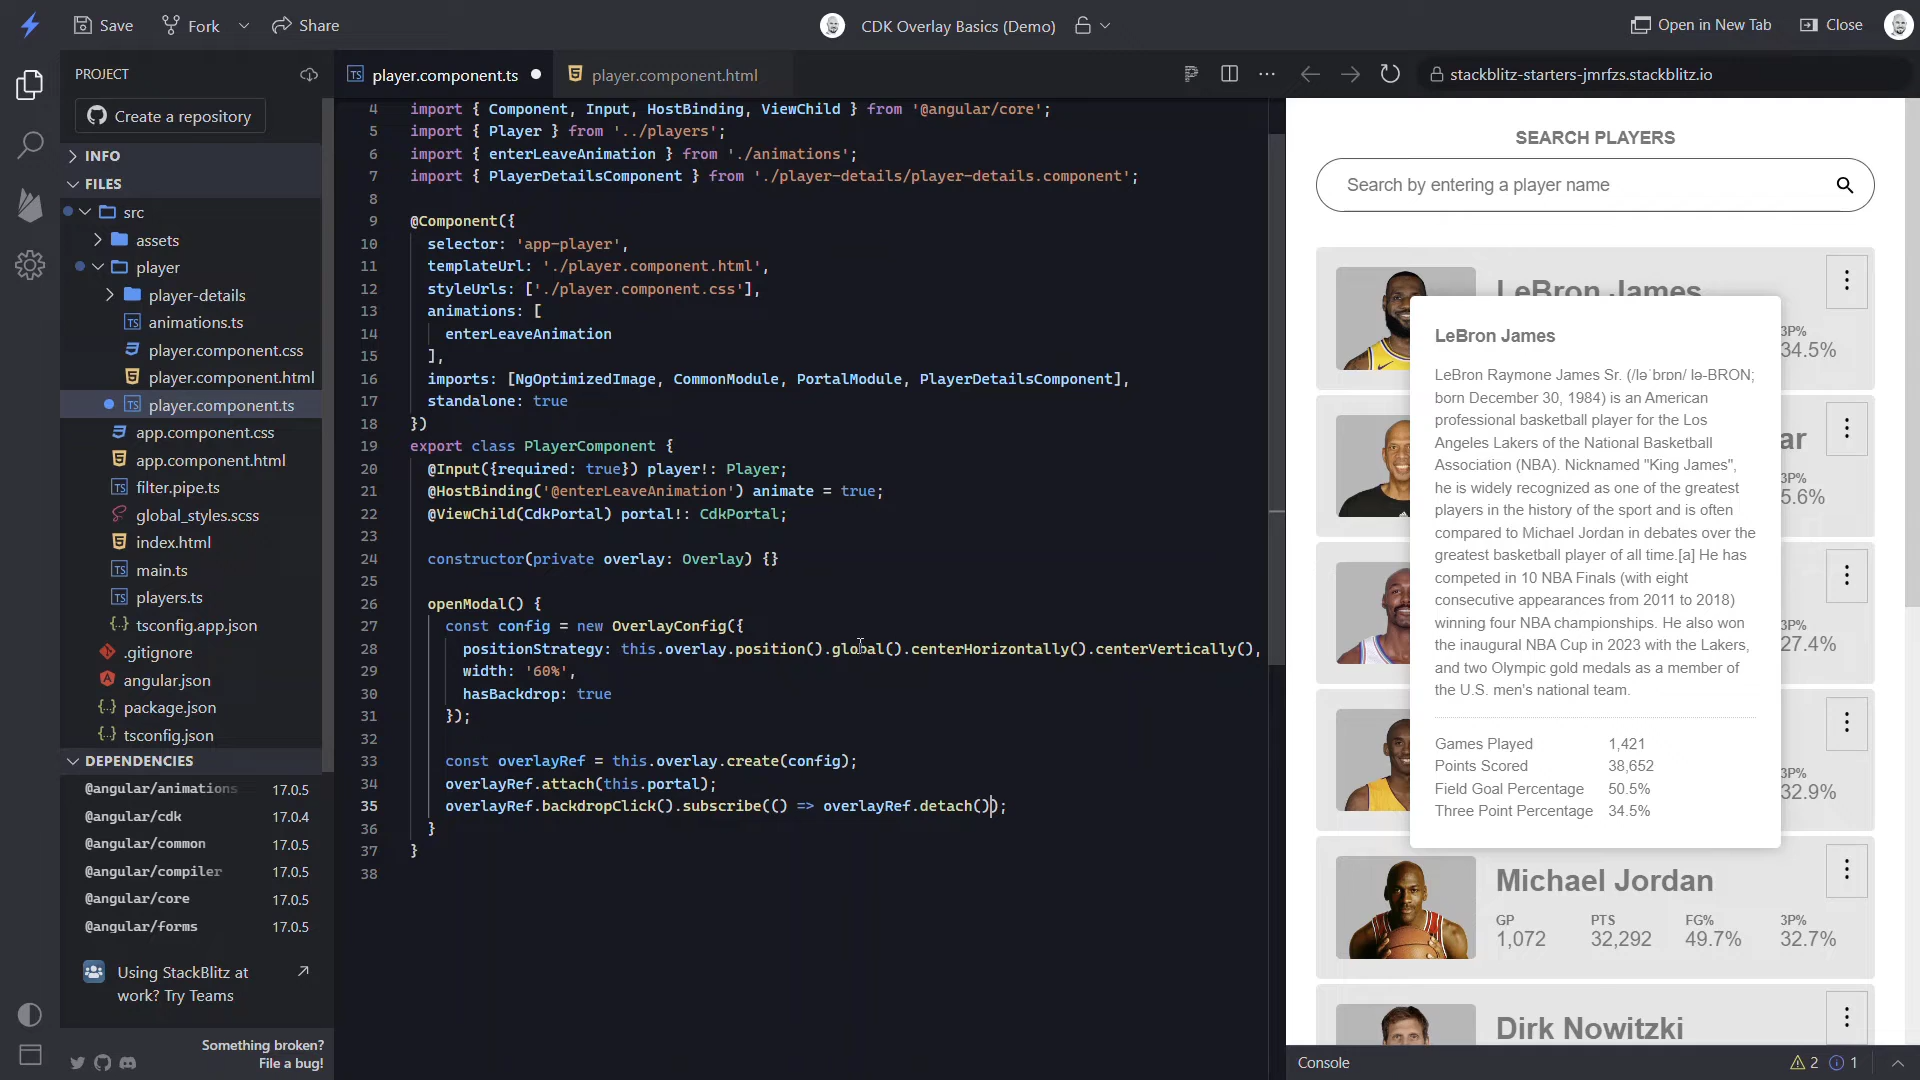 Save
Fork
Share
CDK Overlay Basics (Demo)
Open in New Tab
Close
PROJECT
Create a repository
INFO
FILES
src
assets
player
player-details
TS animations.ts
player.component.css
player.component.html
TS player.component.ts
app.component.css
app.component.html
TS filter.pipe.ts
global_styles.scss
index.html
TS main.ts
TS players.ts
{··} tsconfig.app.json
.gitignore
angular.json
{··} package.json
{··} tsconfig.json
DEPENDENCIES
@angular/animations 17.0.5
@angular/cdk 17.0.4
@angular/common 17.0.5
@angular/compiler 17.0.5
@angular/core 17.0.5
@angular/forms 17.0.5
Using StackBlitz at
work? Try Teams
Something broken?
File a bug!
TS player.component.ts
player.component.html
4 import { Component, Input, HostBinding, ViewChild } from '@angular/core';
5 import { Player } from '../players';
6 import { enterLeaveAnimation } from './animations';
7 import { PlayerDetailsComponent } from './player-details/player-details.component';
8
9 @Component({
10 selector: 'app-player',
11 templateUrl: './player.component.html',
12 styleUrls: ['./player.component.css'],
13 animations: [
14 enterLeaveAnimation
15 ],
16 imports: [NgOptimizedImage, CommonModule, PortalModule, PlayerDetailsComponent],
17 standalone: true
18 })
19 export class PlayerComponent {
20 @Input({required: true}) player!: Player;
21 @HostBinding('@enterLeaveAnimation') animate = true;
22 @ViewChild(CdkPortal) portal!: CdkPortal;
23
24 constructor(private overlay: Overlay) {}
25
26 openModal() {
27 const config = new OverlayConfig({
28 positionStrategy: this.overlay.position().global().centerHorizontally().centerVertically(),
29 width: '60%',
30 hasBackdrop: true
31 });
32
33 const overlayRef = this.overlay.create(config);
34 overlayRef.attach(this.portal);
35 overlayRef.backdropClick().subscribe(() => overlayRef.detach());
36 }
37 }
38
stackblitz-starters-jmrfzs.stackblitz.io
SEARCH PLAYERS
Search by entering a player name
LeBron James
3P%
34.5%
ar
3P%
5.6%
3P%
27.4%
3P%
32.9%
LeBron James
LeBron Raymone James Sr. (/ləˈbrɒn/ lə-BRON;
born December 30, 1984) is an American
professional basketball player for the Los
Angeles Lakers of the National Basketball
Association (NBA). Nicknamed "King James",
he is widely recognized as one of the greatest
players in the history of the sport and is often
compared to Michael Jordan in debates over the
greatest basketball player of all time.[a] He has
competed in 10 NBA Finals (with eight
consecutive appearances from 2011 to 2018)
winning four NBA championships. He also won
the inaugural NBA Cup in 2023 with the Lakers,
and two Olympic gold medals as a member of
the U.S. men's national team.
Games Played 1,421
Points Scored 38,652
Field Goal Percentage 50.5%
Three Point Percentage 34.5%
Michael Jordan
GP PTS FG% 3P%
1,072 32,292 49.7% 32.7%
Dirk Nowitzki
Console
2
1